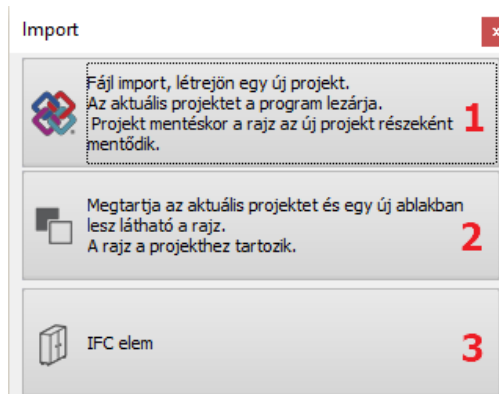 Import
x
Fájl import, létrejön egy új projekt.
Az aktuális projektet a program lezárja.
Projekt mentéskor a rajz az új projekt részeként
mentődik.
1
Megtartja az aktuális projektet és egy új ablakban
lesz látható a rajz.
A rajz a projekthez tartozik.
2
IFC elem
3